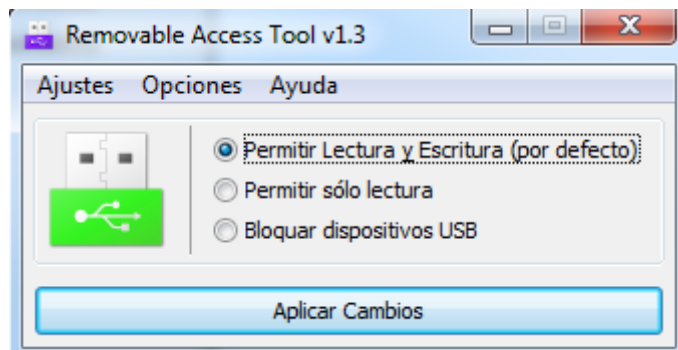 Removable Access Tool v1.3
Ajustes Opciones Ayuda
Permitir Lectura y Escritura (por defecto)
Permitir sólo lectura
Bloquar dispositivos USB
Aplicar Cambios